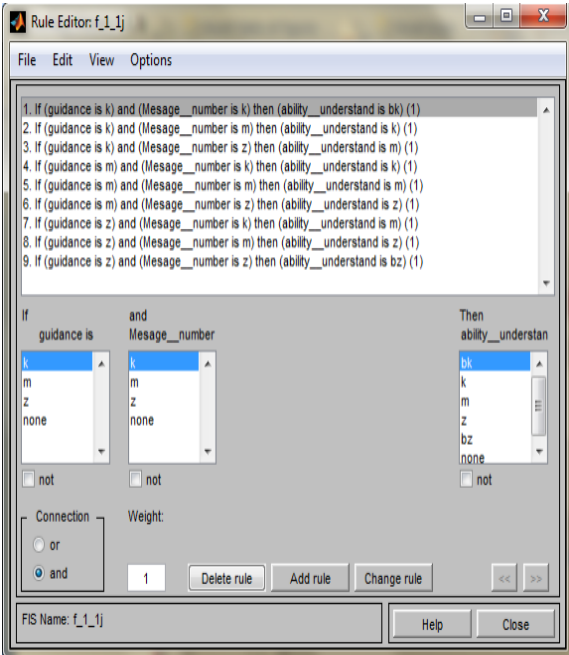 Rule Editor: f_1_1j
File Edit View Options
1. If (guidance is k) and (Mesage__number is k) then (ability__understand is bk) (1)
2. If (guidance is k) and (Mesage__number is m) then (ability__understand is k) (1)
3. If (guidance is k) and (Mesage__number is z) then (ability__understand is m) (1)
4. If (guidance is m) and (Mesage__number is k) then (ability__understand is k) (1)
5. If (guidance is m) and (Mesage__number is m) then (ability__understand is m) (1)
6. If (guidance is m) and (Mesage__number is z) then (ability__understand is z) (1)
7. If (guidance is z) and (Mesage__number is k) then (ability__understand is m) (1)
8. If (guidance is z) and (Mesage__number is m) then (ability__understand is z) (1)
9. If (guidance is z) and (Mesage__number is z) then (ability__understand is bz) (1)
If
guidance is
k
m
z
none
not
and
Mesage__number
k
m
z
none
not
Then
ability__understan
bk
k
m
z
bz
none
not
Connection
or
and
Weight:
1
Delete rule
Add rule
Change rule
<<
>>
FIS Name: f_1_1j
Help
Close